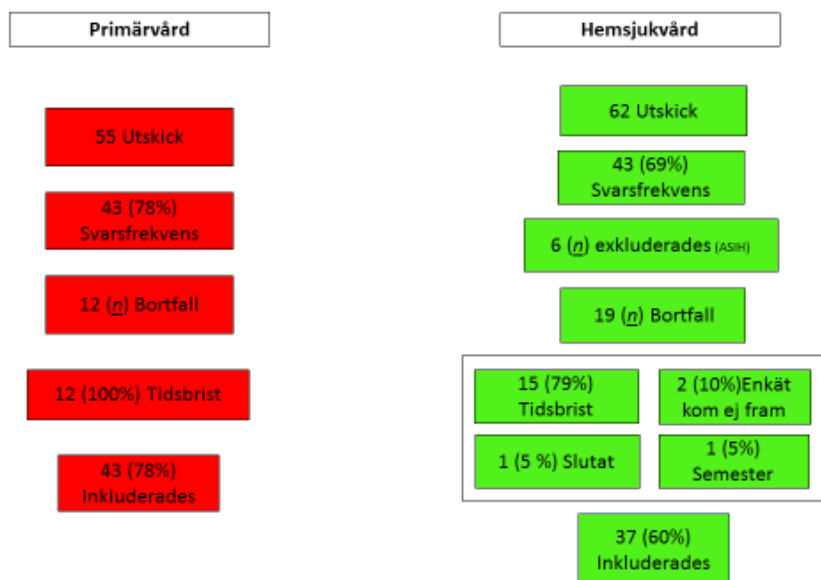 Primärvård
55 Utskick
43 (78%)
Svarsfrekvens
12 (n) Bortfall
12 (100%) Tidsbrist
43 (78%)
Inkluderades
Hemsjukvård
62 Utskick
43 (69%)
Svarsfrekvens
6 (n) exkluderades (ASIH)
19 (n) Bortfall
15 (79%)
Tidsbrist
2 (10%)Enkät
kom ej fram
1 (5 %) Slutat
1 (5%)
Semester
37 (60%)
Inkluderades